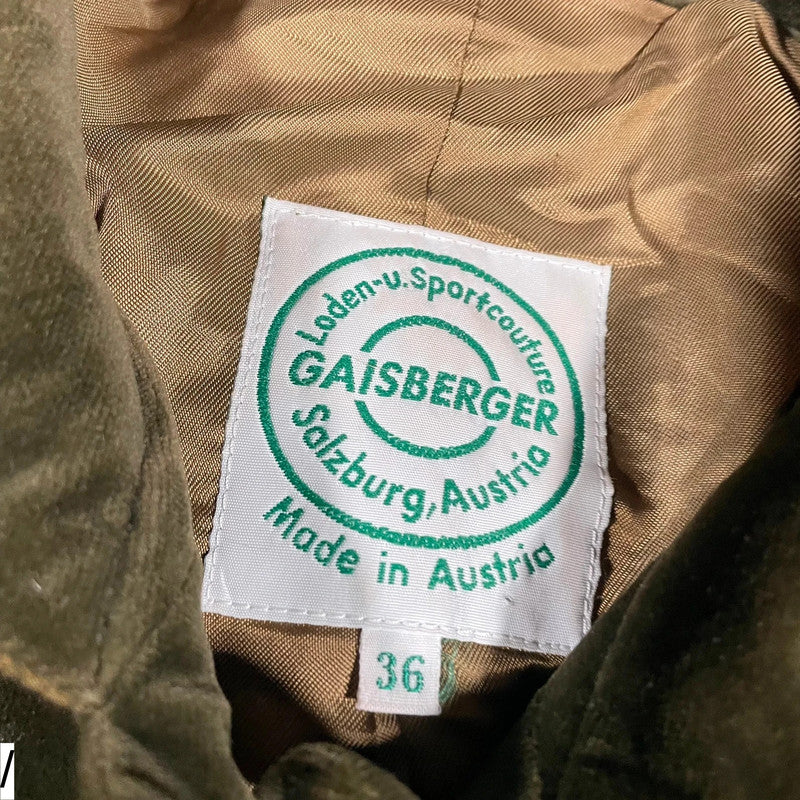 Loden-u.Sportcouture
GAISBERGER
Salzburg, Austria
Made in Austria
36
/